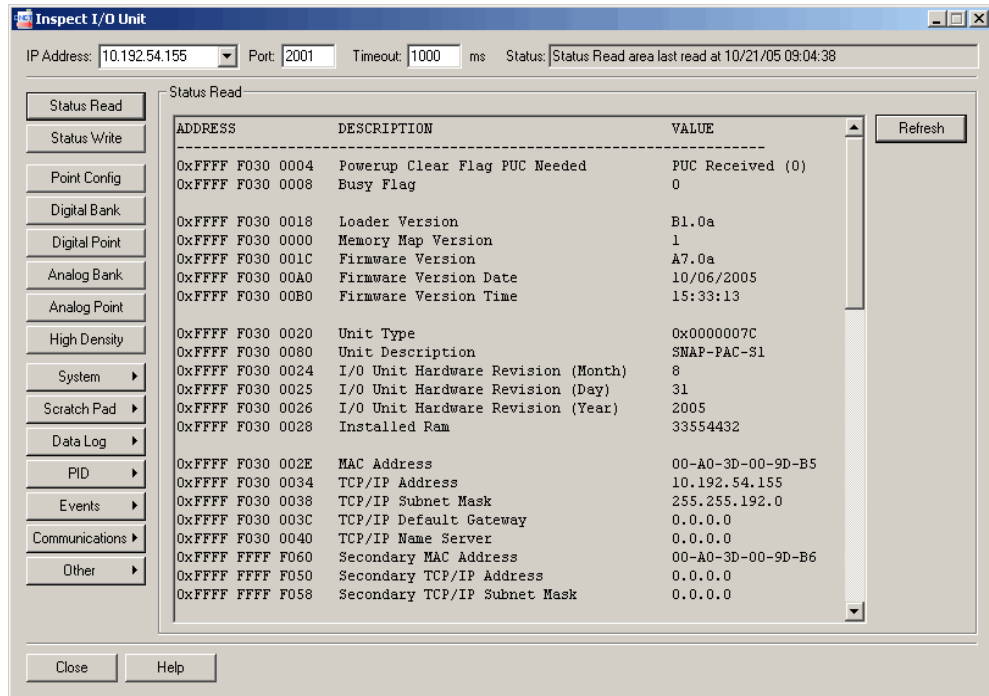 Inspect I/O Unit
IP Address: 10.192.54.155 Port: 2001 Timeout: 1000 ms Status: Status Read area last read at 10/21/05 09:04:38
Status Read
Status Write
Point Config
Digital Bank
Digital Point
Analog Bank
Analog Point
High Density
System
Scratch Pad
Data Log
PID
Events
Communications
Other
Status Read
ADDRESS DESCRIPTION VALUE
--------------------------------------------------------------------------
0xFFFF F030 0004 Powerup Clear Flag PUC Needed PUC Received (0)
0xFFFF F030 0008 Busy Flag 0
0xFFFF F030 0018 Loader Version B1.0a
0xFFFF F030 0000 Memory Map Version 1
0xFFFF F030 001C Firmware Version A7.0a
0xFFFF F030 00A0 Firmware Version Date 10/06/2005
0xFFFF F030 00B0 Firmware Version Time 15:33:13
0xFFFF F030 0020 Unit Type 0x0000007C
0xFFFF F030 0080 Unit Description SNAP-PAC-S1
0xFFFF F030 0024 I/O Unit Hardware Revision (Month) 8
0xFFFF F030 0025 I/O Unit Hardware Revision (Day) 31
0xFFFF F030 0026 I/O Unit Hardware Revision (Year) 2005
0xFFFF F030 0028 Installed Ram 33554432
0xFFFF F030 002E MAC Address 00-A0-3D-00-9D-B5
0xFFFF F030 0034 TCP/IP Address 10.192.54.155
0xFFFF F030 0038 TCP/IP Subnet Mask 255.255.192.0
0xFFFF F030 003C TCP/IP Default Gateway 0.0.0.0
0xFFFF F030 0040 TCP/IP Name Server 0.0.0.0
0xFFFF FFFF F060 Secondary MAC Address 00-A0-3D-00-9D-B6
0xFFFF FFFF F050 Secondary TCP/IP Address 0.0.0.0
0xFFFF FFFF F058 Secondary TCP/IP Subnet Mask 0.0.0.0
Refresh
Close Help